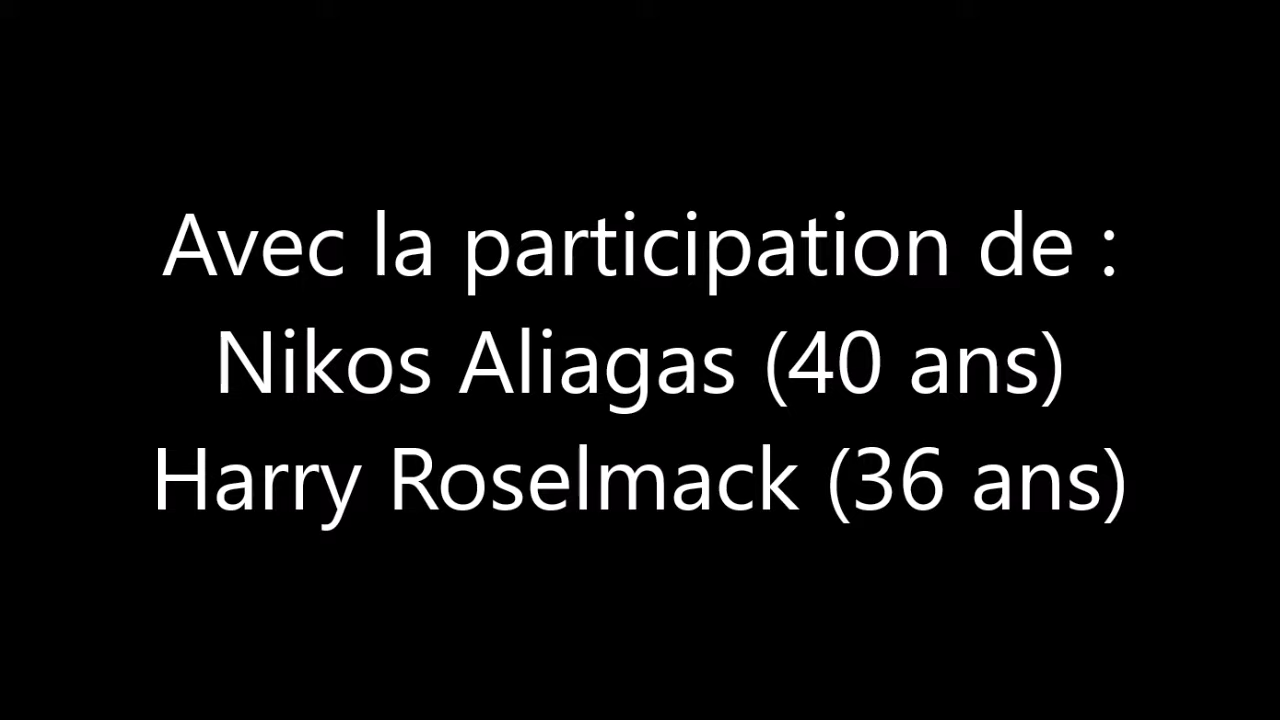 Avec la participation de :
Nikos Aliagas (40 ans)
Harry Roselmack (36 ans)